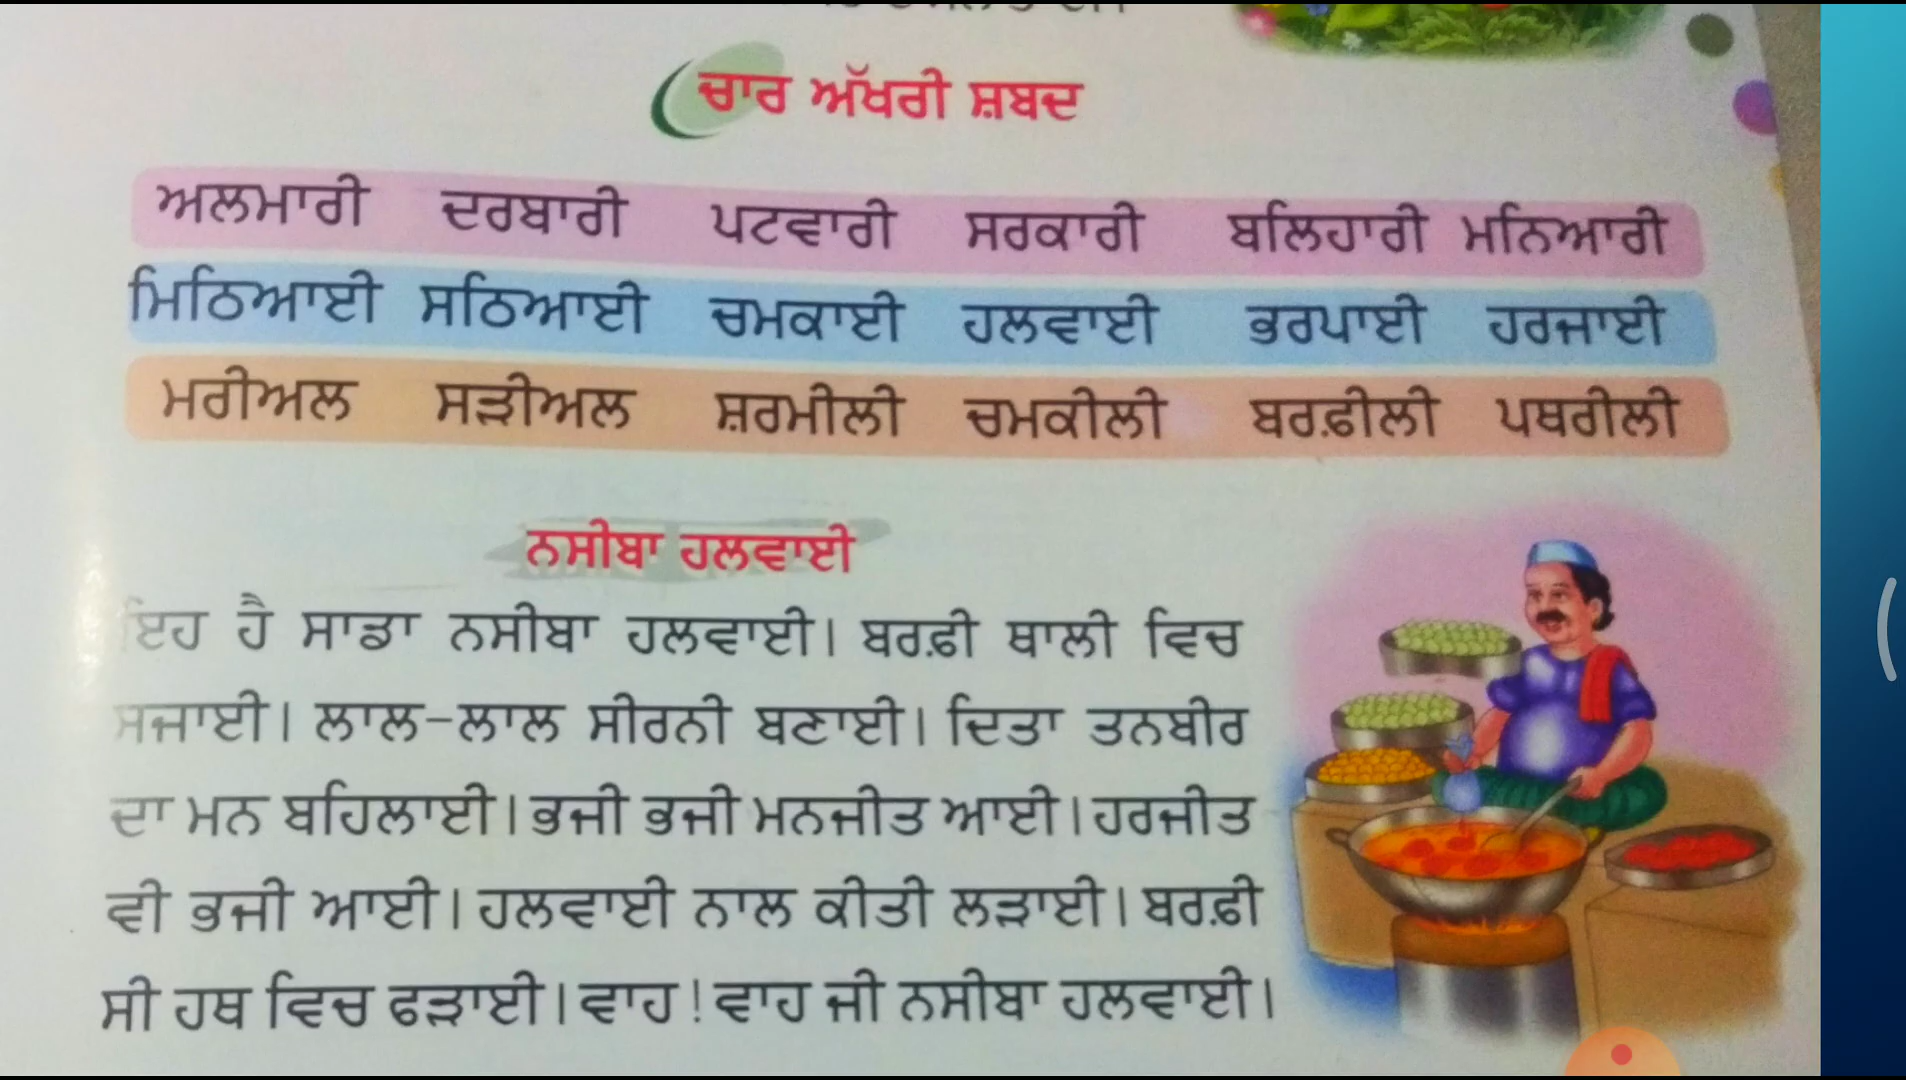 ਚਾਰ ਅੱਖਰੀ ਸ਼ਬਦ
ਅਲਮਾਰੀ ਦਰਬਾਰੀ ਪਟਵਾਰੀ ਸਰਕਾਰੀ ਬਲਿਹਾਰੀ ਮਨਿਆਰੀ
ਮਿਠਿਆਈ ਸਠਿਆਈ ਚਮਕਾਈ ਹਲਵਾਈ ਭਰਪਾਈ ਹਰਜਾਈ
ਮਰੀਅਲ ਸੜੀਅਲ ਸ਼ਰਮੀਲੀ ਚਮਕੀਲੀ ਬਰਫ਼ੀਲੀ ਪਥਰੀਲੀ
ਨਸੀਬਾ ਹਲਵਾਈ
ਇਹ ਹੈ ਸਾਡਾ ਨਸੀਬਾ ਹਲਵਾਈ। ਬਰਫ਼ੀ ਥਾਲੀ ਵਿਚ
ਸਜਾਈ। ਲਾਲ-ਲਾਲ ਸੀਰਨੀ ਬਣਾਈ। ਦਿਤਾ ਤਨਬੀਰ
ਦਾ ਮਨ ਬਹਿਲਾਈ। ਭਜੀ ਭਜੀ ਮਨਜੀਤ ਆਈ। ਹਰਜੀਤ
ਵੀ ਭਜੀ ਆਈ। ਹਲਵਾਈ ਨਾਲ ਕੀਤੀ ਲੜਾਈ। ਬਰਫ਼ੀ
ਸੀ ਹਥ ਵਿਚ ਫੜਾਈ। ਵਾਹ! ਵਾਹ ਜੀ ਨਸੀਬਾ ਹਲਵਾਈ।